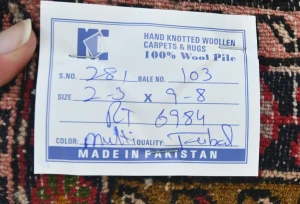 HAND KNOTTED WOOLLEN
CARPETS & RUGS
100% Wool Pile
S. NO. 281 BALE NO. 103
SIZE 2-3 x 9-8
RT 6984
COLOR: Multi QUALITY:
MADE IN PAKISTAN